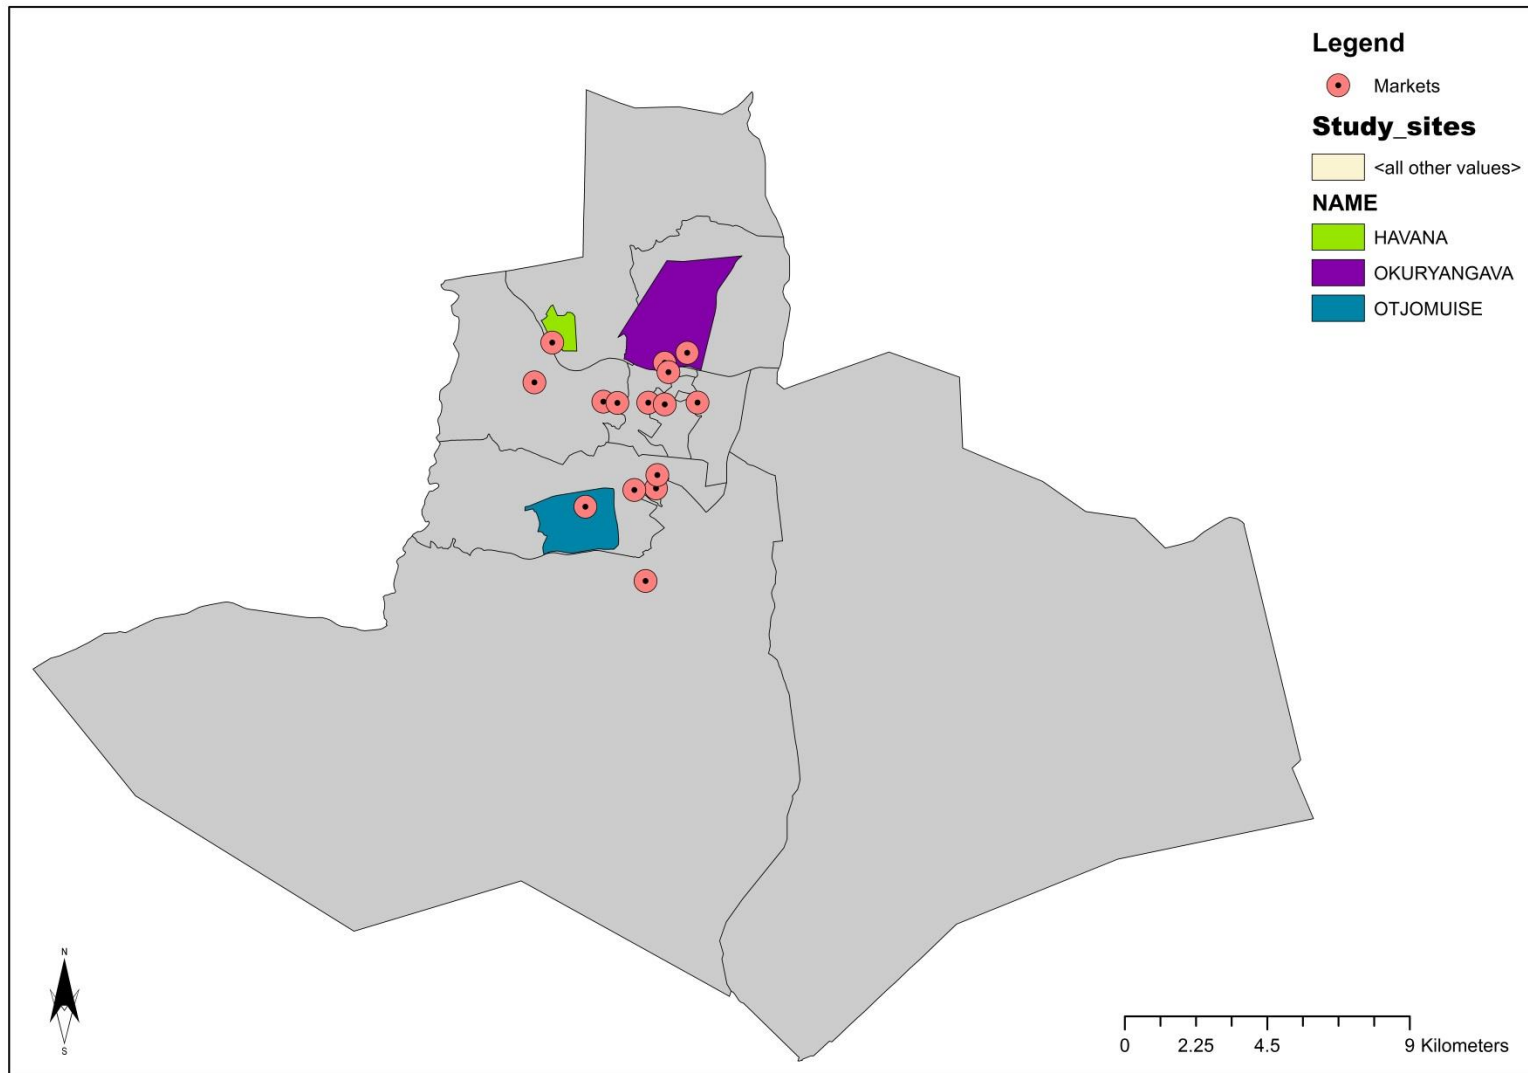 Legend
Markets
Study_sites
<all other values>
NAME
HAVANA
OKURYANGAVA
OTJOMUISE
N
S
0 2.25 4.5 9 Kilometers